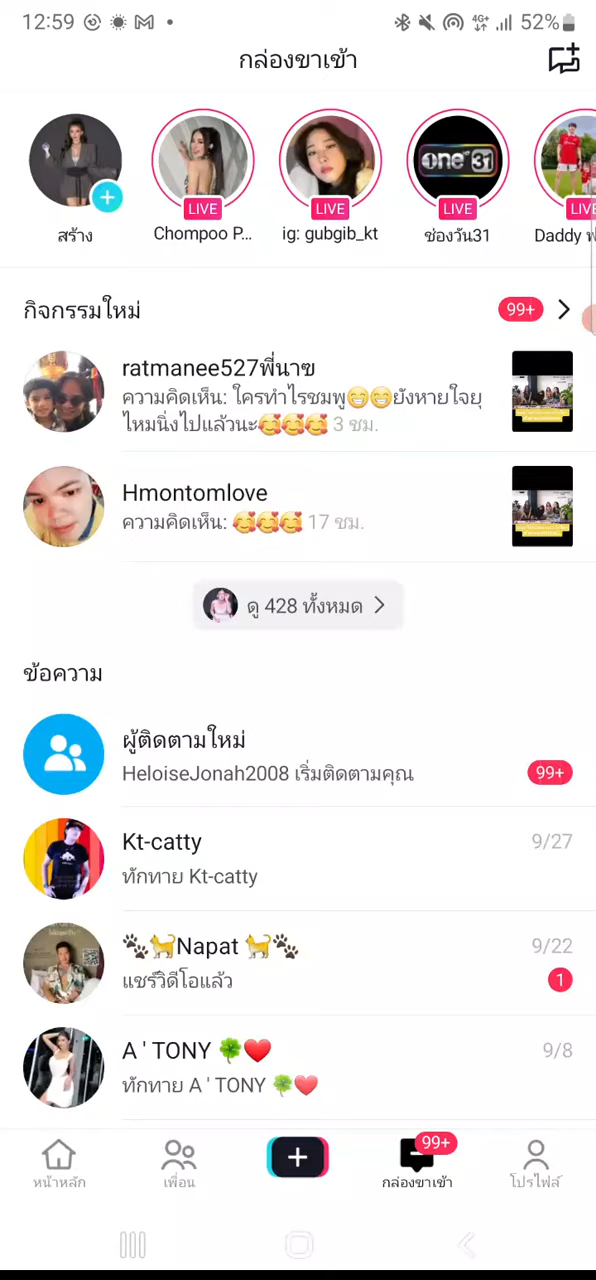 12:59
4G+ 52%
กล่องขาเข้า
one 31
LIVE LIVE LIVE LIVE
สร้าง Chompoo P... ig: gubgib_kt ช่องวัน31 Daddy
กิจกรรมใหม่ 99+
ratmanee527พี่นาฃ
ความคิดเห็น: ใครทำไรชมพู😁😁ยังหายใจยุ
ไหมนิ่งไปแล้วนะ🥰🥰🥰 3 ชม.
Hmontomlove
ความคิดเห็น: 🥰🥰🥰 17 ชม.
ดู 428 ทั้งหมด
ข้อความ
ผู้ติดตามใหม่
HeloiseJonah2008 เริ่มติดตามคุณ 99+
Kt-catty 9/27
ทักทาย Kt-catty
🐾🐈Napat 🐈🐾 9/22
แชร์วิดีโอแล้ว 1
A ' TONY 🍀❤️ 9/8
ทักทาย A ' TONY 🍀❤️
99+
หน้าหลัก เพื่อน กล่องขาเข้า โปรไฟล์